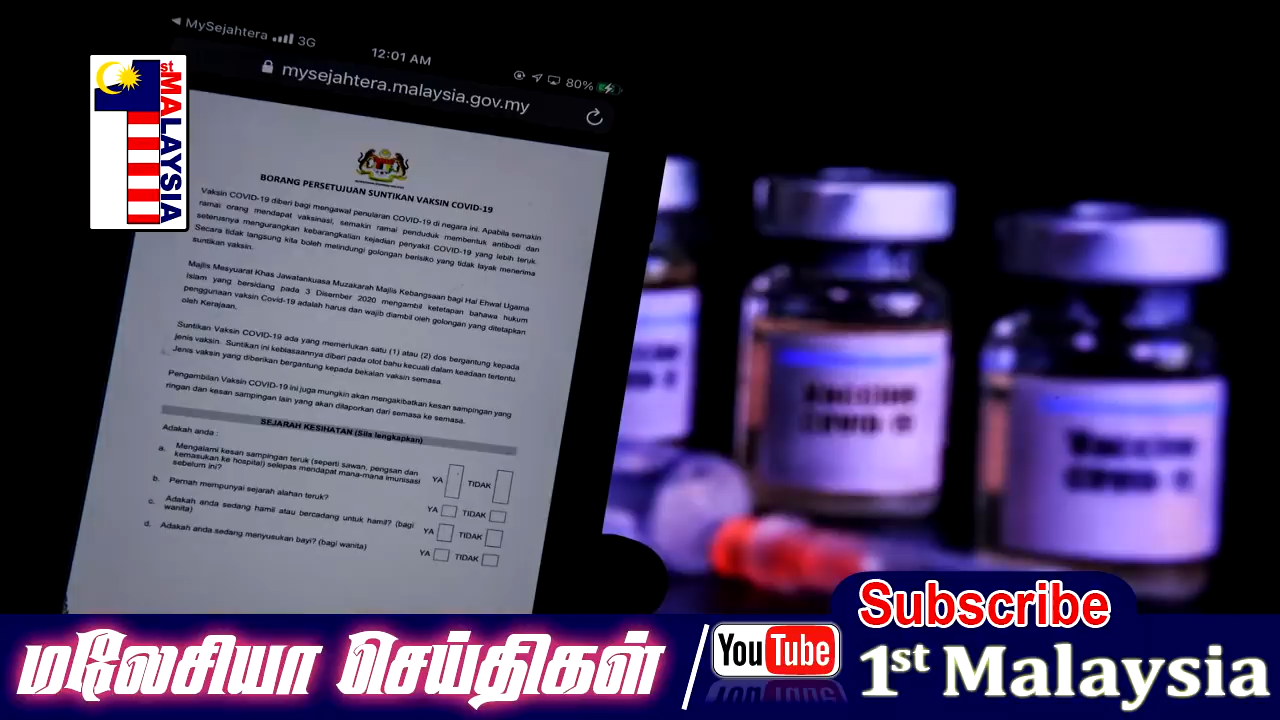 MySejahtera 3G
12:01 AM
80%
mysejahtera.malaysia.gov.my
1st MALAYSIA
BORANG PERSETUJUAN SUNTIKAN VAKSIN COVID-19
Vaksin COVID-19 diberi bagi mengawal penularan COVID-19 di negara ini. Apabila semakin
ramai orang mendapat vaksinasi, semakin ramai penduduk membentuk antibodi dan
seterusnya mengurangkan kebarangkalian kejadian penyakit COVID-19 yang lebih teruk.
Secara tidak langsung kita boleh melindungi golongan berisiko yang tidak layak menerima
suntikan vaksin.
Majlis Mesyuarat Khas Jawatankuasa Muzakarah Majlis Kebangsaan bagi Hal Ehwal Ugama
Islam yang bersidang pada 3 Disember 2020 mengambil ketetapan bahawa hukum
penggunaan vaksin Covid-19 adalah harus dan wajib diambil oleh golongan yang ditetapkan
oleh Kerajaan.
Suntikan Vaksin COVID-19 ada yang memerlukan satu (1) atau (2) dos bergantung kepada
jenis vaksin. Suntikan ini kebiasaannya diberi pada otot bahu kecuali dalam keadaan tertentu.
Jenis vaksin yang diberikan bergantung kepada bekalan vaksin semasa.
Pengambilan Vaksin COVID-19 ini juga mungkin akan mengakibatkan kesan sampingan yang
ringan dan kesan sampingan lain yang akan dilaporkan dari semasa ke semasa.
SEJARAH KESIHATAN (Sila lengkapkan)
Adakah anda :
a. Mengalami kesan sampingan teruk (seperti sawan, pengsan dan
kemasukan ke hospital) selepas mendapat mana-mana imunisasi
sebelum ini? YA TIDAK
b. Pernah mempunyai sejarah alahan teruk? YA TIDAK
c. Adakah anda sedang hamil atau bercadang untuk hamil? (bagi
wanita) YA TIDAK
d. Adakah anda sedang menyusukan bayi? (bagi wanita) YA TIDAK
Vaccine
Vaccine
மலேசியா செய்திகள் / YouTube
Subscribe
1st Malaysia